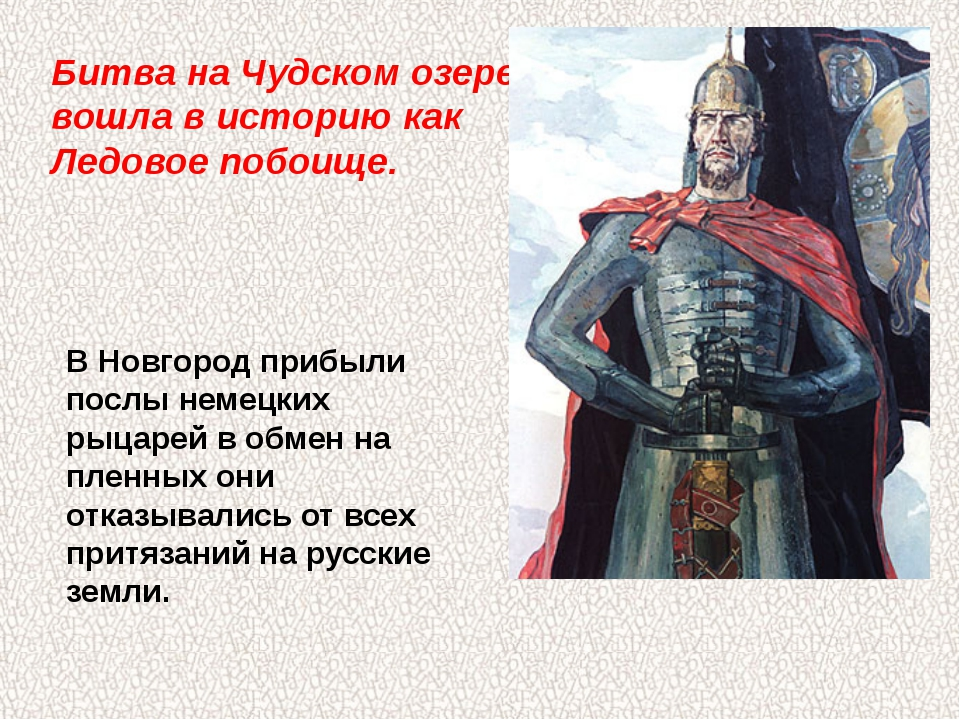 Битва на Чудском озере
вошла в историю как
Ледовое побоище.
В Новгород прибыли
послы немецких
рыцарей в обмен на
пленных они
отказывались от всех
притязаний на русские
земли.